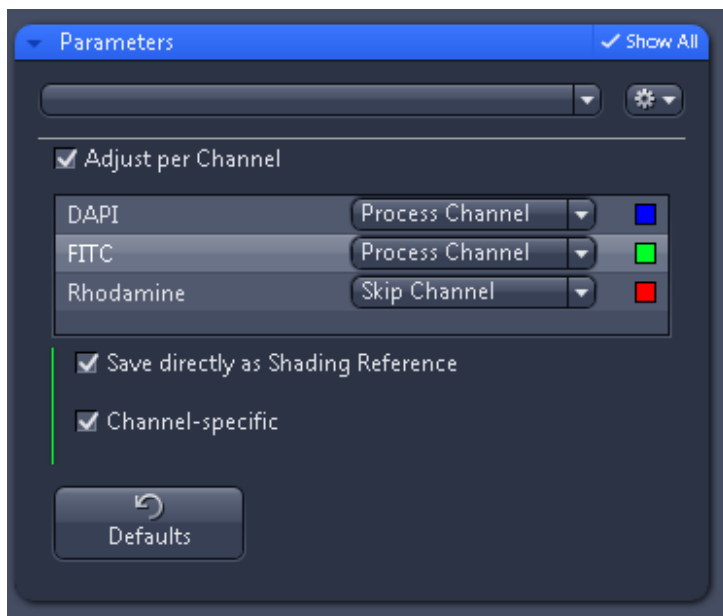 Parameters Show All
Adjust per Channel
DAPI Process Channel
FITC Process Channel
Rhodamine Skip Channel
Save directly as Shading Reference
Channel-specific
Defaults